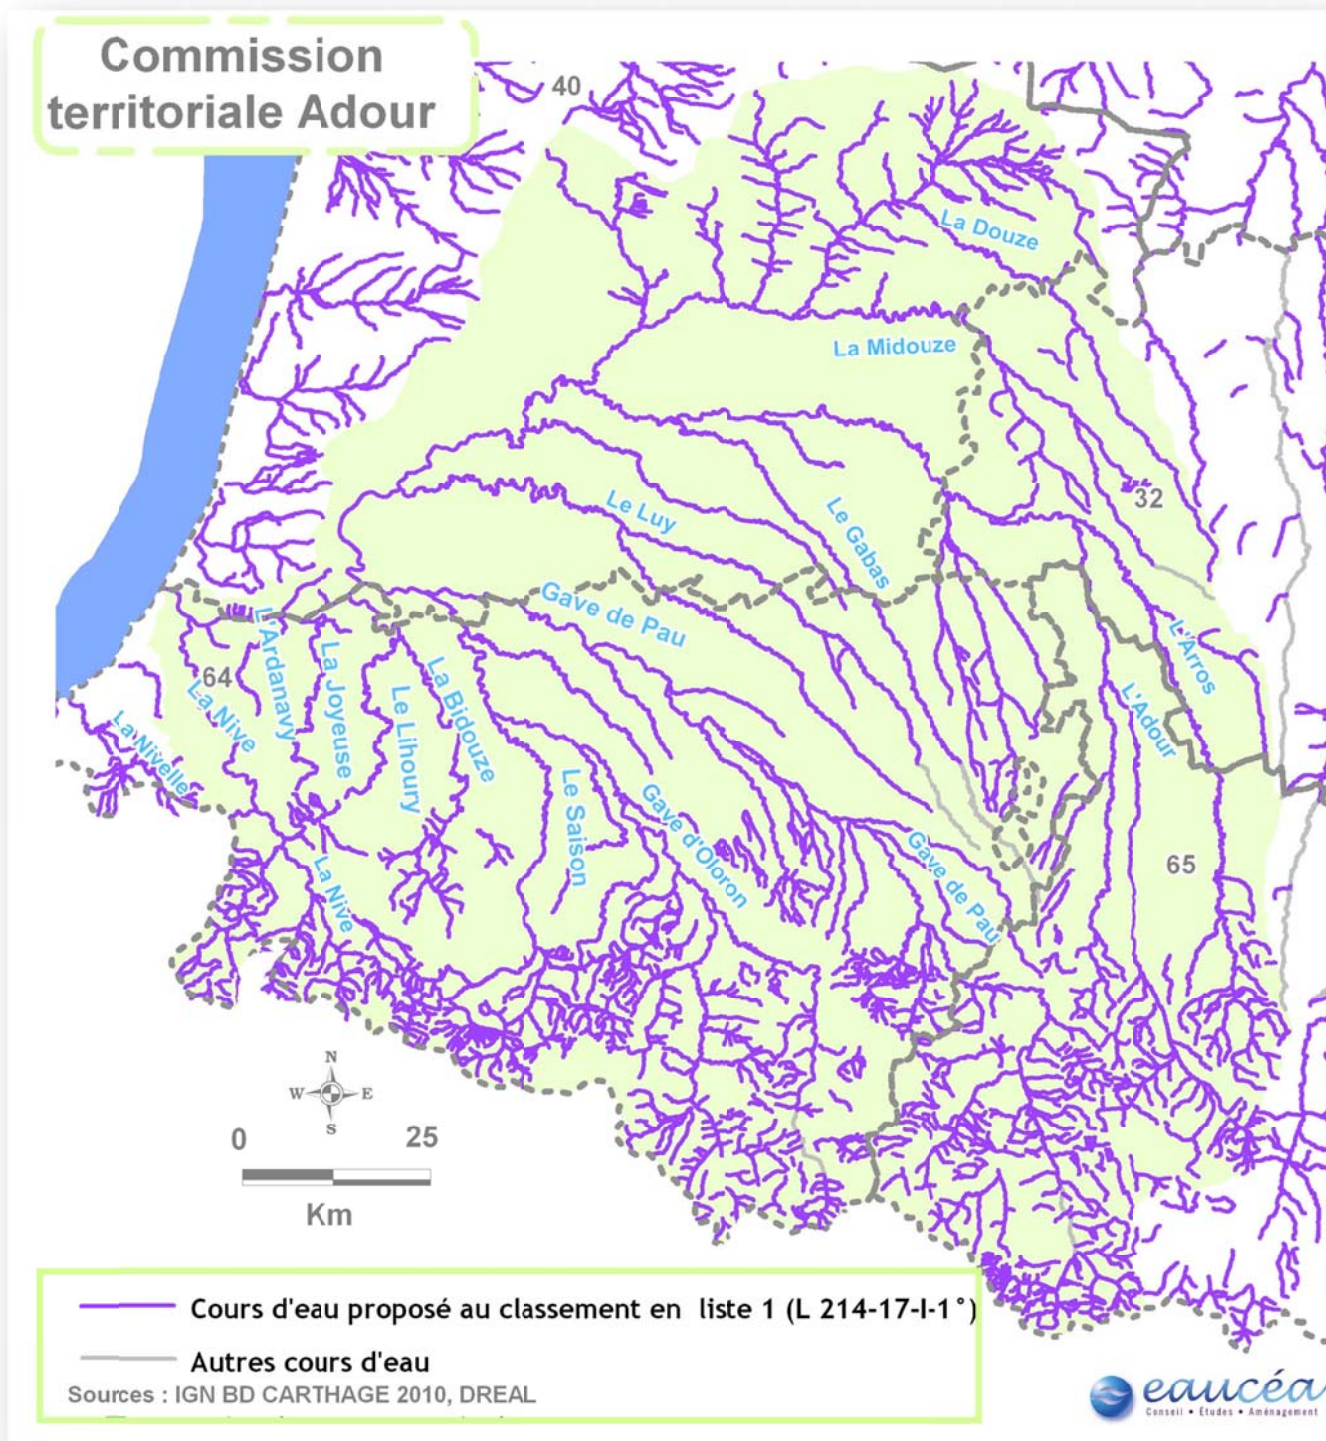 Commission
territoriale Adour
40
La Douze
La Midouze
32
Le Luy
Le Gabas
Gave de Pau
L'Ardanavy
La Joyeuse
64
La Nive
Le Lihoury
La Bidouze
L'Arros
L'Adour
La Nivelle
Le Saison
Gave d'Oloron
Gave de Pau
65
La Nive
N
W
E
S
0
25
Km
Cours d'eau proposé au classement en liste 1 (L 214-17-I-1°)
Autres cours d'eau
Sources : IGN BD CARTHAGE 2010, DREAL
eaucéa
Conseil • Études • Aménagement